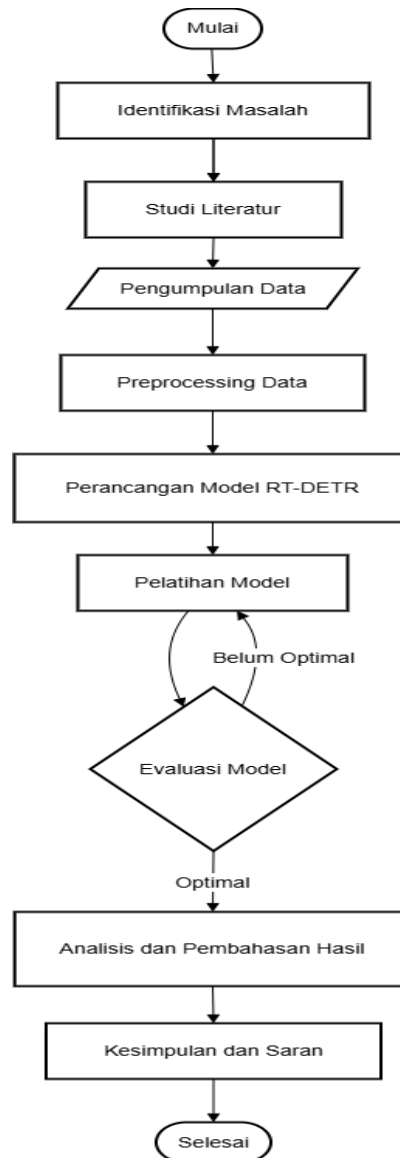 Mulai
Identifikasi Masalah
Studi Literatur
Pengumpulan Data
Preprocessing Data
Perancangan Model RT-DETR
Pelatihan Model
Belum Optimal
Evaluasi Model
Optimal
Analisis dan Pembahasan Hasil
Kesimpulan dan Saran
Selesai